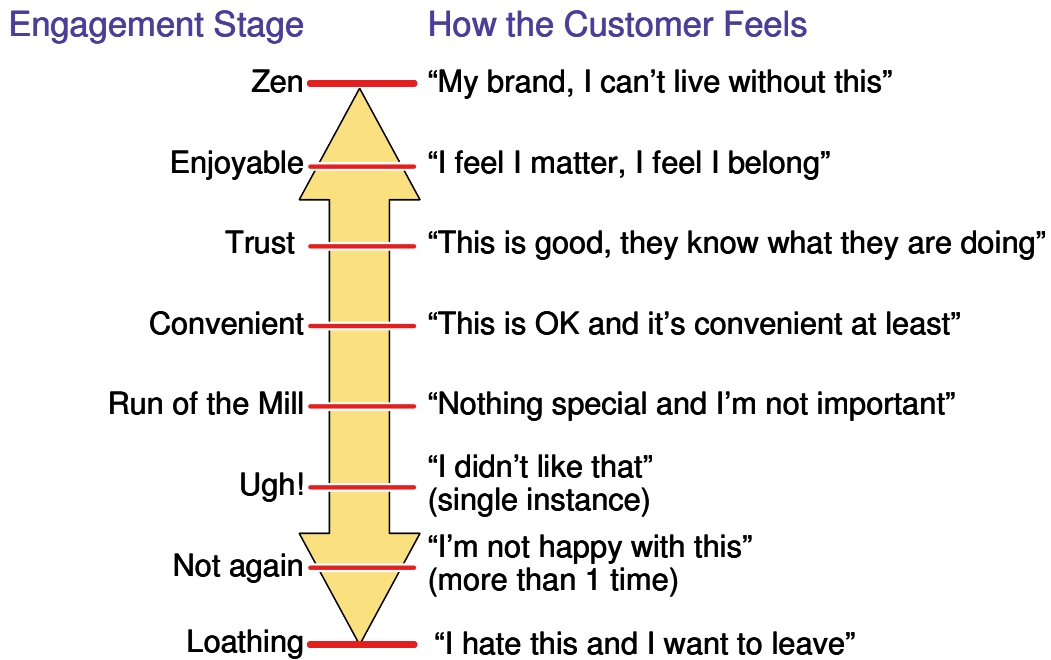 Engagement Stage How the Customer Feels
Zen “My brand, I can’t live without this”
Enjoyable “I feel I matter, I feel I belong”
Trust “This is good, they know what they are doing”
Convenient “This is OK and it’s convenient at least”
Run of the Mill “Nothing special and I’m not important”
Ugh! “I didn’t like that”
(single instance)
Not again “I’m not happy with this”
(more than 1 time)
Loathing “I hate this and I want to leave”